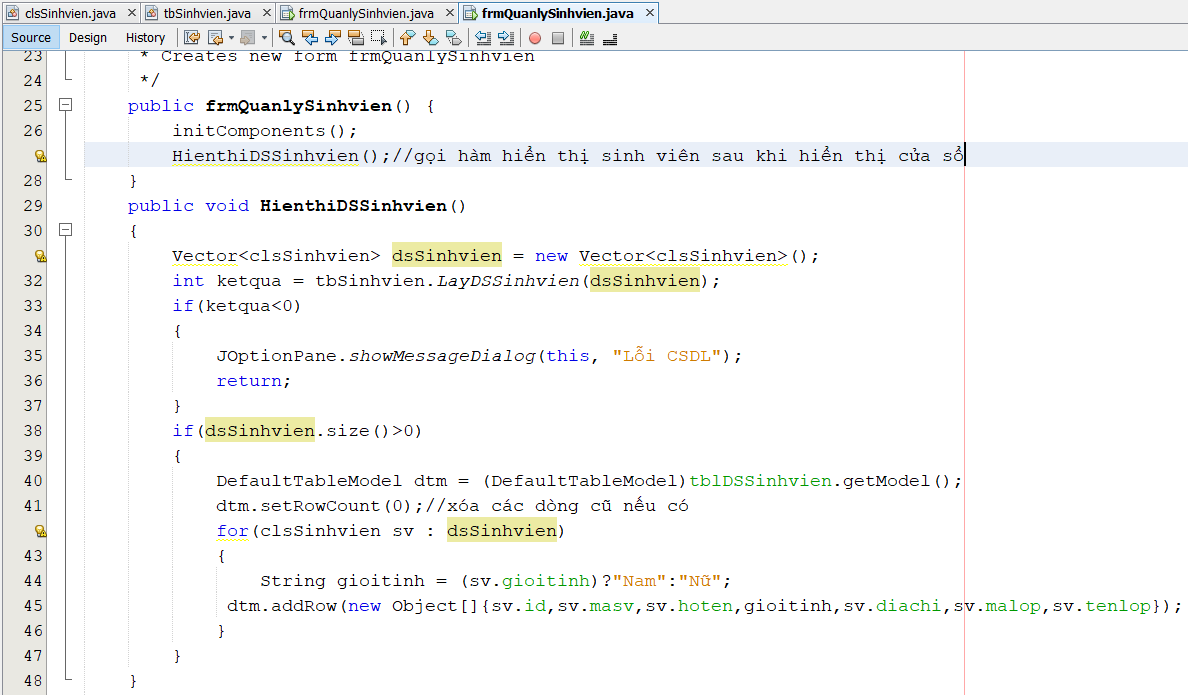 clsSinhvien.java × tbSinhvien.java × frmQuanlySinhvien.java × frmQuanlySinhvien.java ×
Source Design History
23 * Creates new form frmQuanlySinhvien
24 */
25 public frmQuanlySinhvien() {
26 initComponents();
HienthiDSSinhvien();//gọi hàm hiển thị sinh viên sau khi hiển thị cửa sổ
28 }
29 public void HienthiDSSinhvien()
30 {
Vector<clsSinhvien> dsSinhvien = new Vector<clsSinhvien>();
32 int ketqua = tbSinhvien.LayDSSinhvien(dsSinhvien);
33 if(ketqua<0)
34 {
35 JOptionPane.showMessageDialog(this, "Lỗi CSDL");
36 return;
37 }
38 if(dsSinhvien.size()>0)
39 {
40 DefaultTableModel dtm = (DefaultTableModel)tblDSSinhvien.getModel();
41 dtm.setRowCount(0);//xóa các dòng cũ nếu có
for(clsSinhvien sv : dsSinhvien)
43 {
44 String gioitinh = (sv.gioitinh)?"Nam":"Nữ";
45 dtm.addRow(new Object[]{sv.id,sv.masv,sv.hoten,gioitinh,sv.diachi,sv.malop,sv.tenlop});
46 }
47 }
48 }